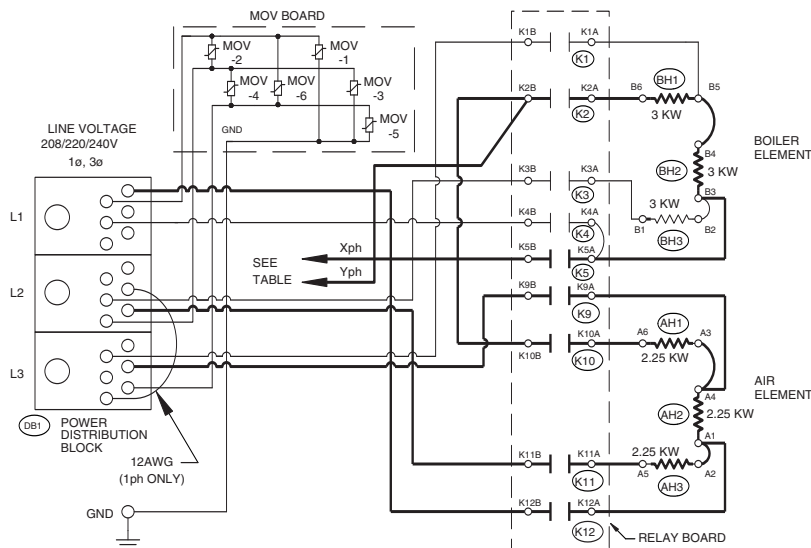 MOV BOARD
MOV
-2
MOV
-1
MOV
-4
MOV
-6
MOV
-3
MOV
-5
GND
LINE VOLTAGE
208/220/240V
1ø, 3ø
L1
L2
L3
DB1
POWER
DISTRIBUTION
BLOCK
12AWG
(1ph ONLY)
GND
SEE
TABLE
Xph
Yph
K1B
K1A
K1
K2B
K2A
K2
K3B
K3A
K3
K4B
K4A
K4
K5B
K5A
K5
K9B
K9A
K9
K10B
K10A
K10
K11B
K11A
K11
K12B
K12A
K12
RELAY BOARD
B6
BH1
B5
3 KW
B4
BH2
3 KW
B3
3 KW
B1
BH3
B2
BOILER
ELEMENT
A6
AH1
A3
2.25 KW
A4
AH2
2.25 KW
A1
2.25 KW
A5
AH3
A2
AIR
ELEMENT